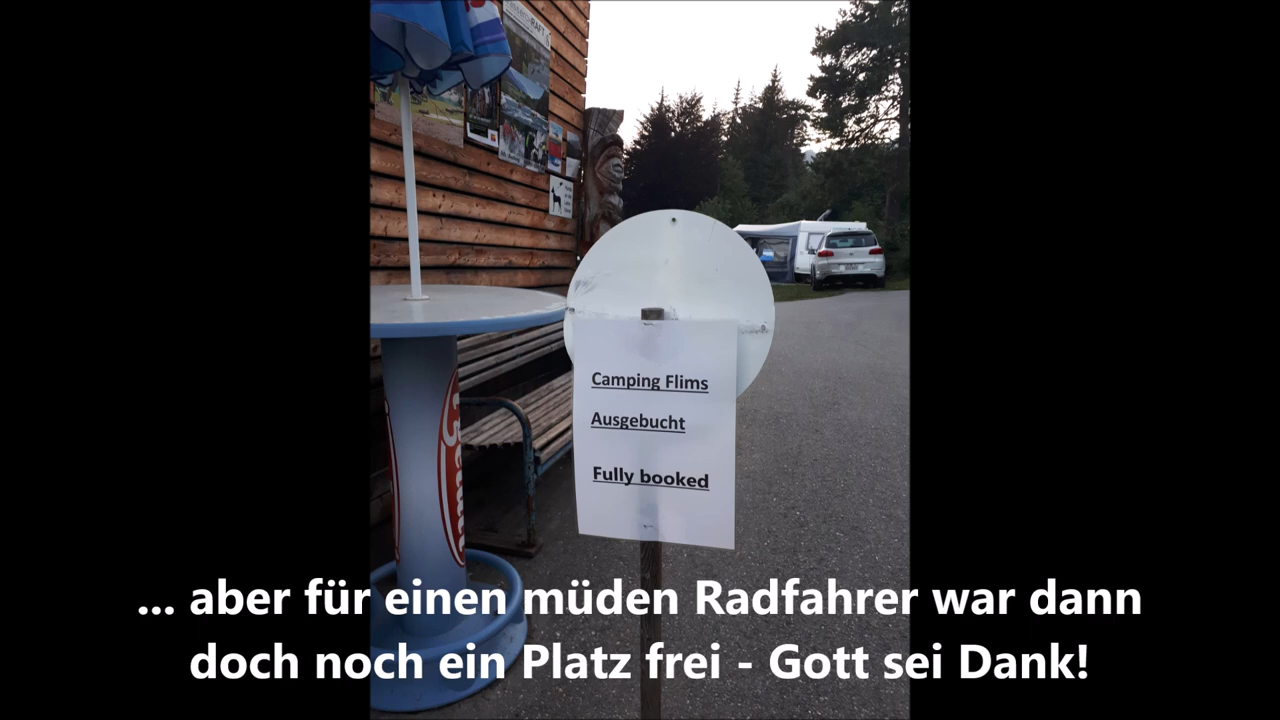 RAFT
Camping Flims
Ausgebucht
Fully booked
... aber für einen müden Radfahrer war dann
doch noch ein Platz frei - Gott sei Dank!